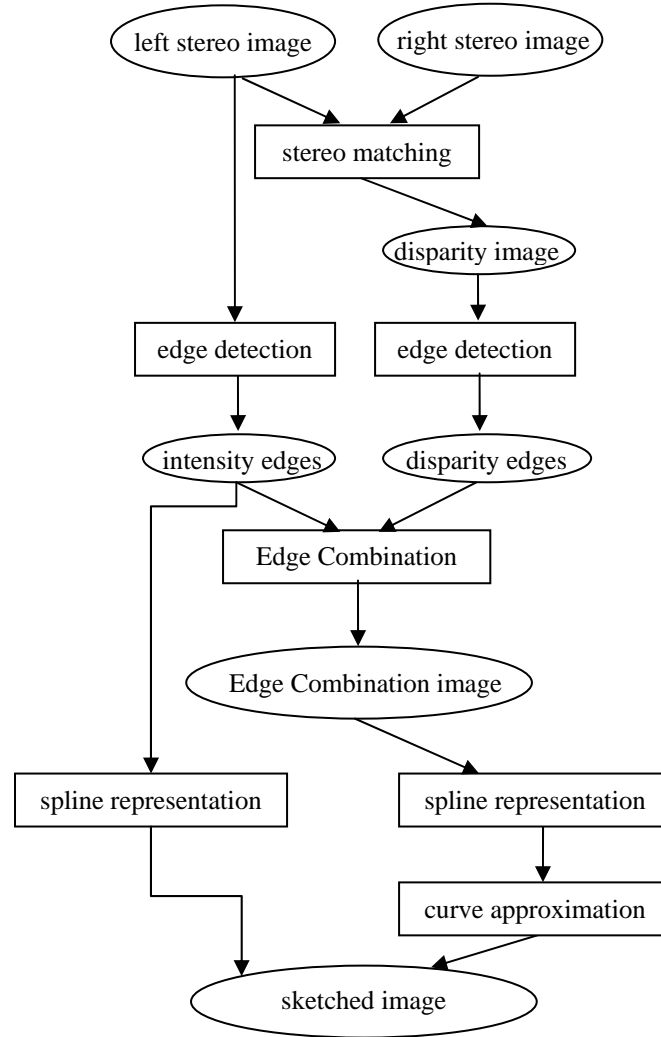 left stereo image
right stereo image
stereo matching
disparity image
edge detection
edge detection
intensity edges
disparity edges
Edge Combination
Edge Combination image
spline representation
spline representation
curve approximation
sketched image